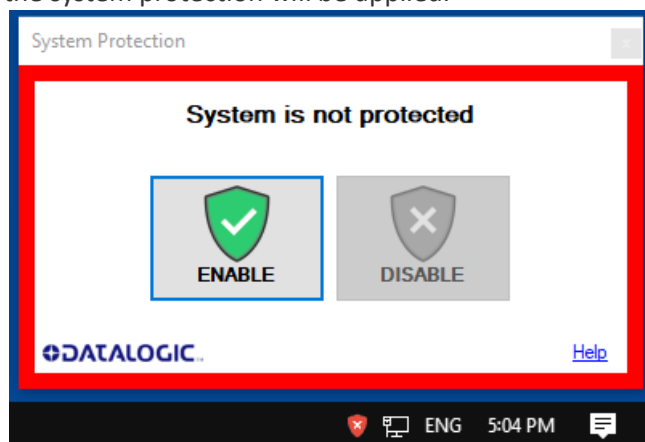 the system protection will be applied.
System Protection
x
System is not protected
ENABLE
DISABLE
DATALOGIC™
Help
ENG 5:04 PM